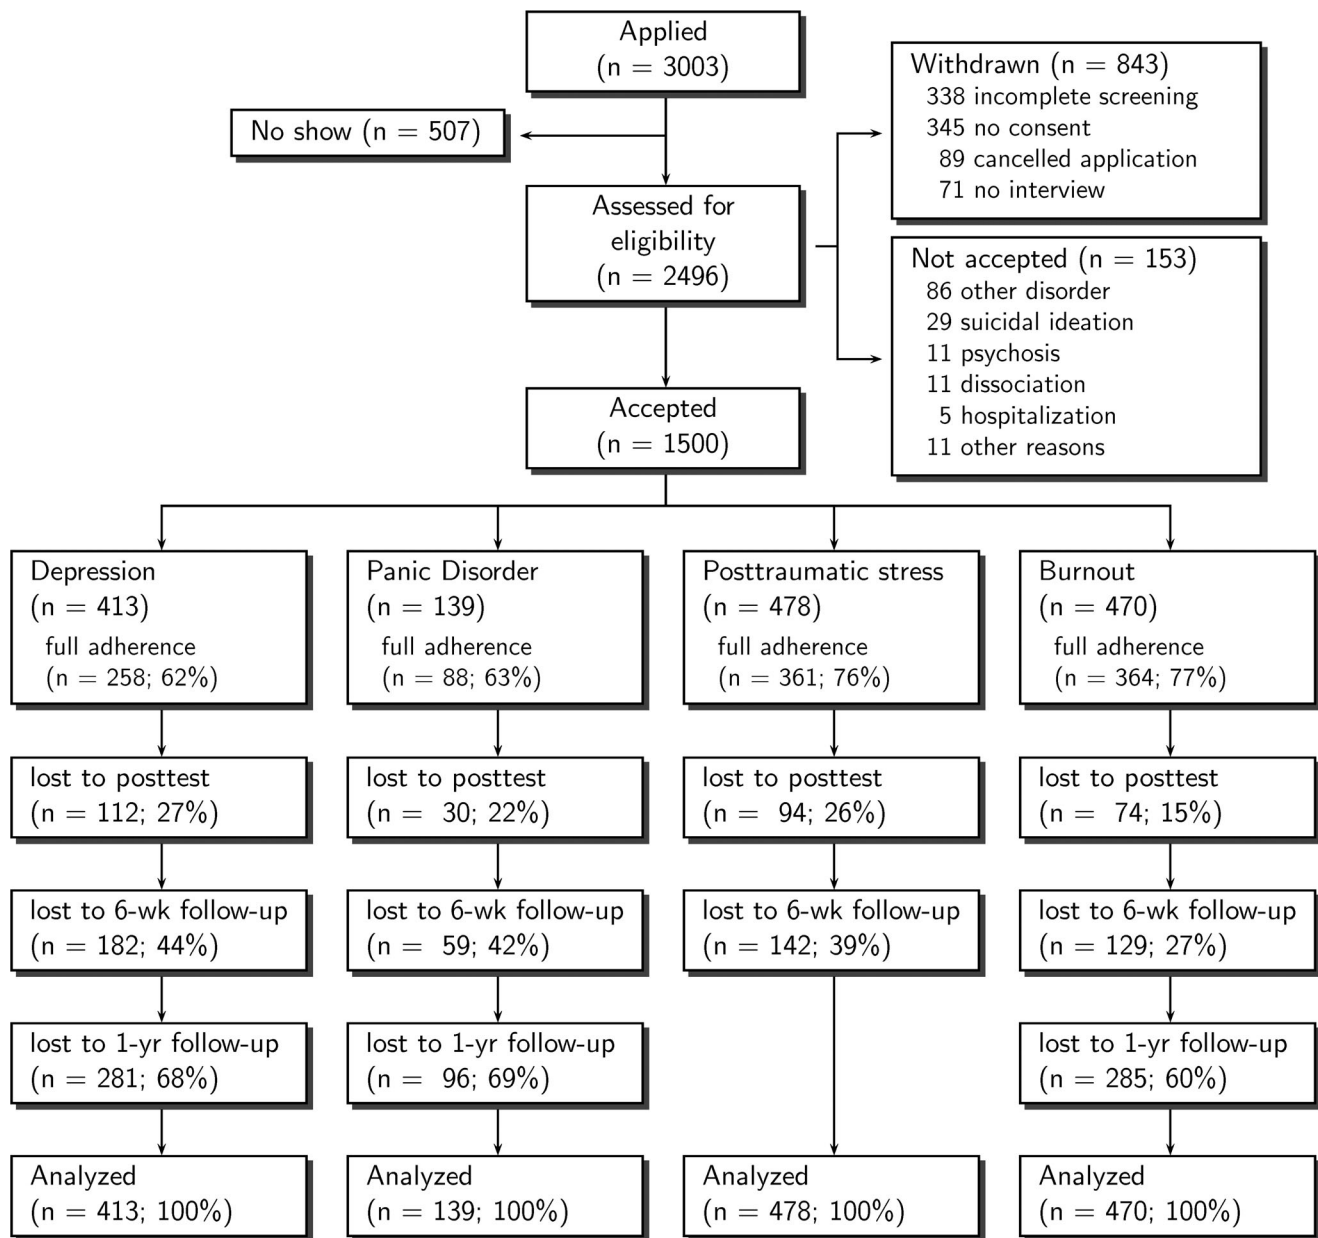 Applied
(n = 3003)
No show (n = 507)
Withdrawn (n = 843)
338 incomplete screening
345 no consent
89 cancelled application
71 no interview
Assessed for
eligibility
(n = 2496)
Not accepted (n = 153)
86 other disorder
29 suicidal ideation
11 psychosis
11 dissociation
5 hospitalization
11 other reasons
Accepted
(n = 1500)
Depression
(n = 413)
full adherence
(n = 258; 62%)
Panic Disorder
(n = 139)
full adherence
(n = 88; 63%)
Posttraumatic stress
(n = 478)
full adherence
(n = 361; 76%)
Burnout
(n = 470)
full adherence
(n = 364; 77%)
lost to posttest
(n = 112; 27%)
lost to posttest
(n = 30; 22%)
lost to posttest
(n = 94; 26%)
lost to posttest
(n = 74; 15%)
lost to 6-wk follow-up
(n = 182; 44%)
lost to 6-wk follow-up
(n = 59; 42%)
lost to 6-wk follow-up
(n = 142; 39%)
lost to 6-wk follow-up
(n = 129; 27%)
lost to 1-yr follow-up
(n = 281; 68%)
lost to 1-yr follow-up
(n = 96; 69%)
lost to 1-yr follow-up
(n = 285; 60%)
Analyzed
(n = 413; 100%)
Analyzed
(n = 139; 100%)
Analyzed
(n = 478; 100%)
Analyzed
(n = 470; 100%)